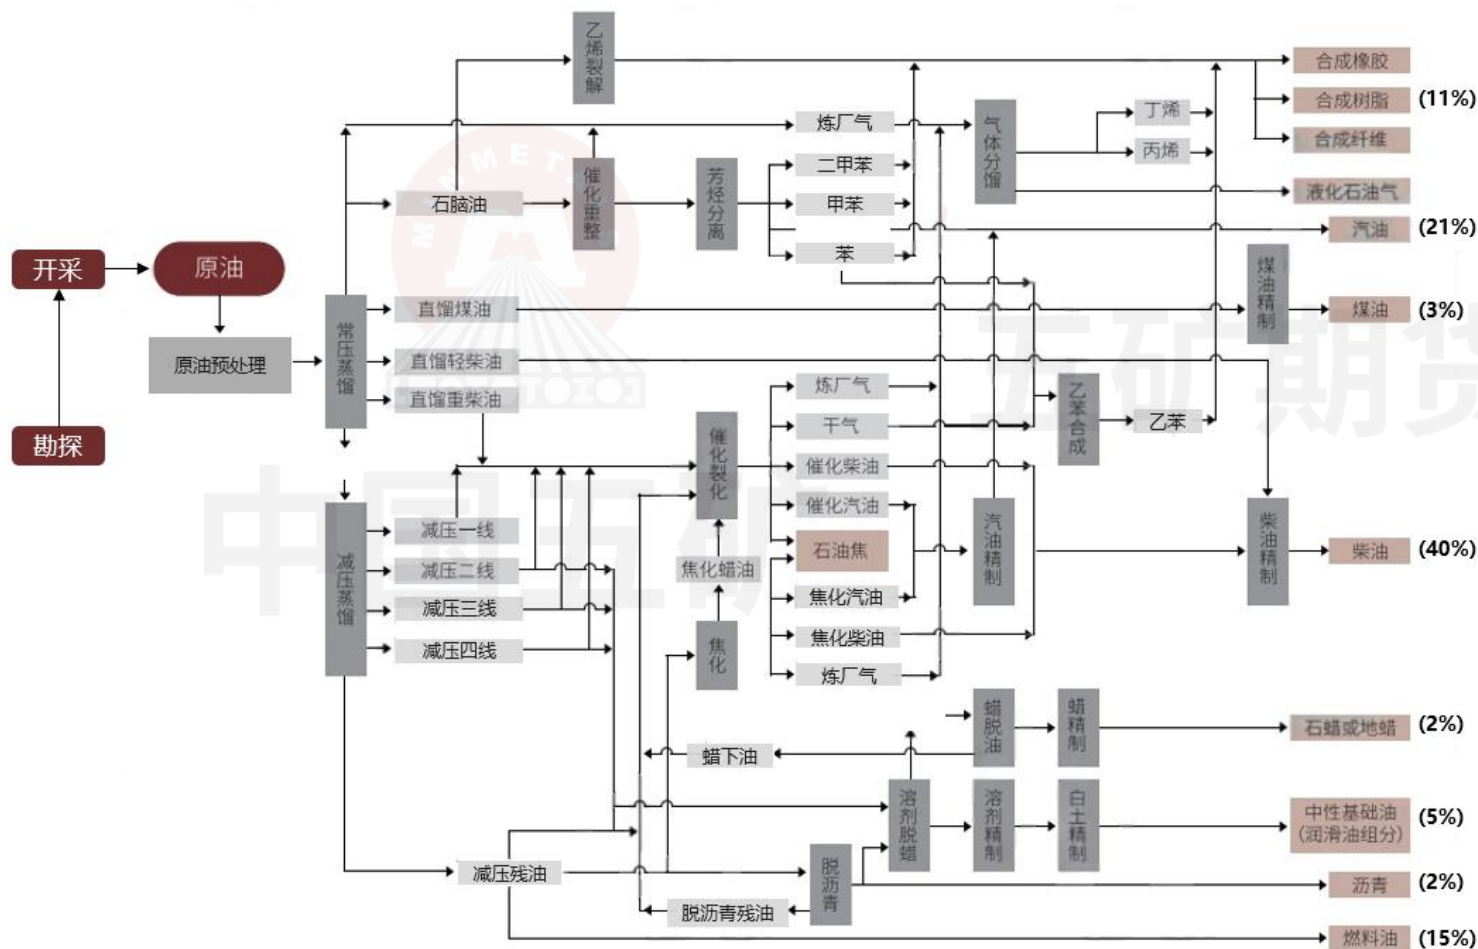 乙烯裂解
合成橡胶
合成树脂
(11%)
合成纤维
炼厂气
气体分馏
丁烯
丙烯
二甲苯
催化重整
芳烃分离
石脑油
甲苯
液化石油气
汽油
(21%)
苯
开采
原油
煤油精制
直馏煤油
煤油
(3%)
常压蒸馏
原油预处理
直馏轻柴油
直馏重柴油
炼厂气
乙苯合成
干气
乙苯
勘探
催化裂化
催化柴油
催化汽油
减压一线
石油焦
汽油精制
柴油精制
柴油
(40%)
减压蒸馏
减压二线
焦化蜡油
焦化汽油
减压三线
焦化柴油
减压四线
焦化
炼厂气
蜡脱油
蜡精制
石蜡或地蜡
(2%)
蜡下油
溶剂脱蜡
溶剂精制
白土精制
中性基础油
(润滑油组分)
(5%)
减压残油
脱沥青
沥青
(2%)
脱沥青残油
燃料油
(15%)
MINMETALS
中国五矿
五矿期货